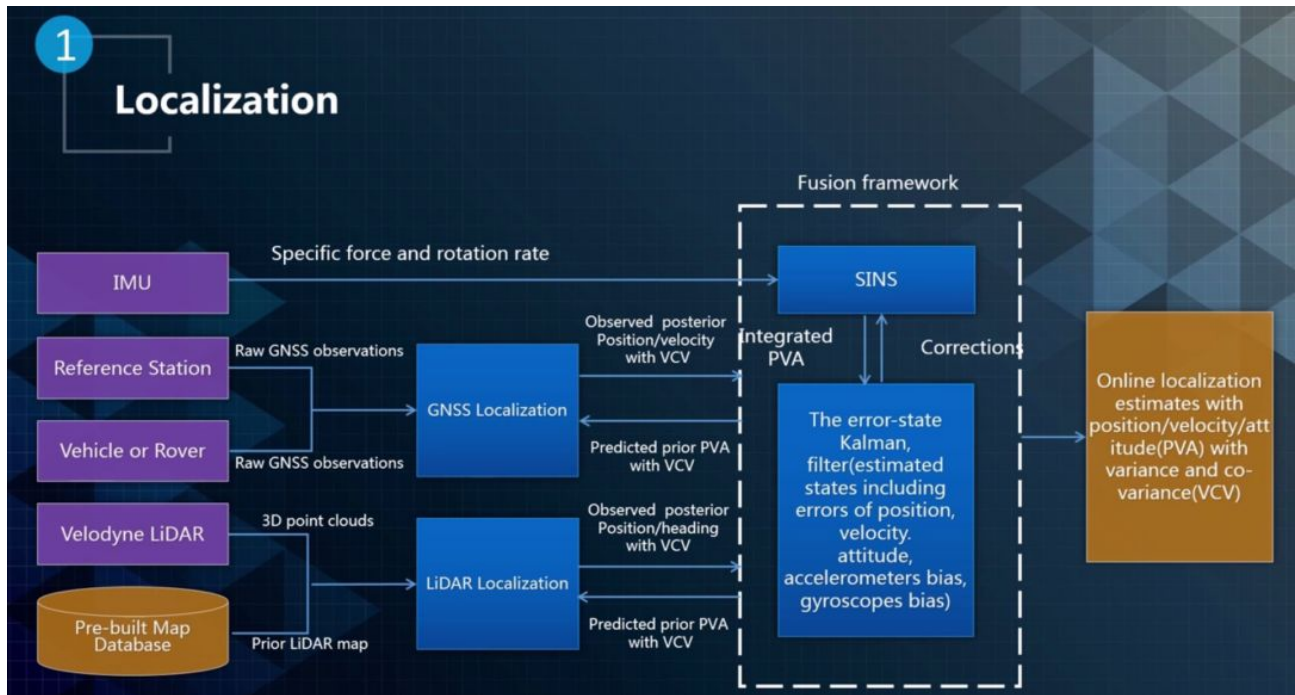 1
Localization
Fusion framework
Specific force and rotation rate
IMU
SINS
Reference Station
Raw GNSS observations
Vehicle or Rover
Raw GNSS observations
GNSS Localization
Observed posterior
Position/velocity
with VCV
Predicted prior PVA
with VCV
Integrated
PVA
Corrections
Velodyne LiDAR
3D point clouds
Pre-built Map
Database
Prior LiDAR map
LiDAR Localization
Observed posterior
Position/heading
with VCV
Predicted prior PVA
with VCV
The error-state
Kalman,
filter(estimated
states including
errors of position,
velocity.
attitude,
accelerometers bias,
gyroscopes bias)
Online localization
estimates with
position/velocity/att
itude(PVA) with
variance and co-
variance(VCV)